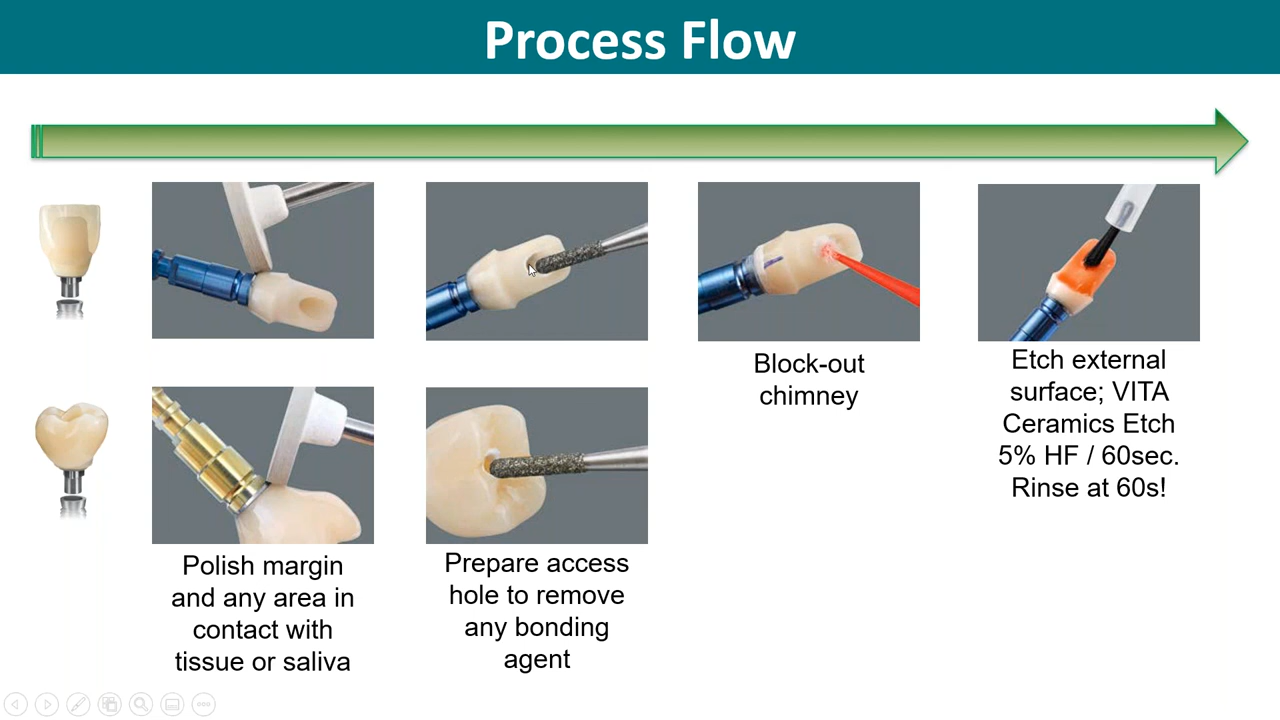 Process Flow
Block-out
chimney
Etch external
surface; VITA
Ceramics Etch
5% HF / 60sec.
Rinse at 60s!
Polish margin
and any area in
contact with
tissue or saliva
Prepare access
hole to remove
any bonding
agent